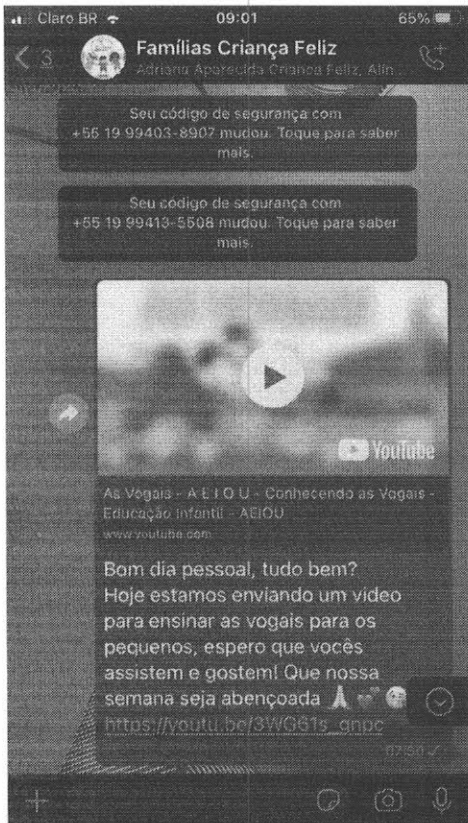 Claro BR 09:01 65%
3 Famílias Criança Feliz
Adriana Aparecida Criança Feliz, Alin...
Seu código de segurança com
+55 19 99403-8907 mudou. Toque para saber
mais.
Seu código de segurança com
+55 19 99413-5508 mudou. Toque para saber
mais.
YouTube
As Vogais - A E I O U - Conhecendo as Vogais -
Educação Infantil - AEIOU
www.youtube.com
Bom dia pessoal, tudo bem?
Hoje estamos enviando um vídeo
para ensinar as vogais para os
pequenos, espero que vocês
assistem e gostem! Que nossa
semana seja abençoada 🙏 💕 😘
https://youtu.be/3WG61s_gnpc
07:50